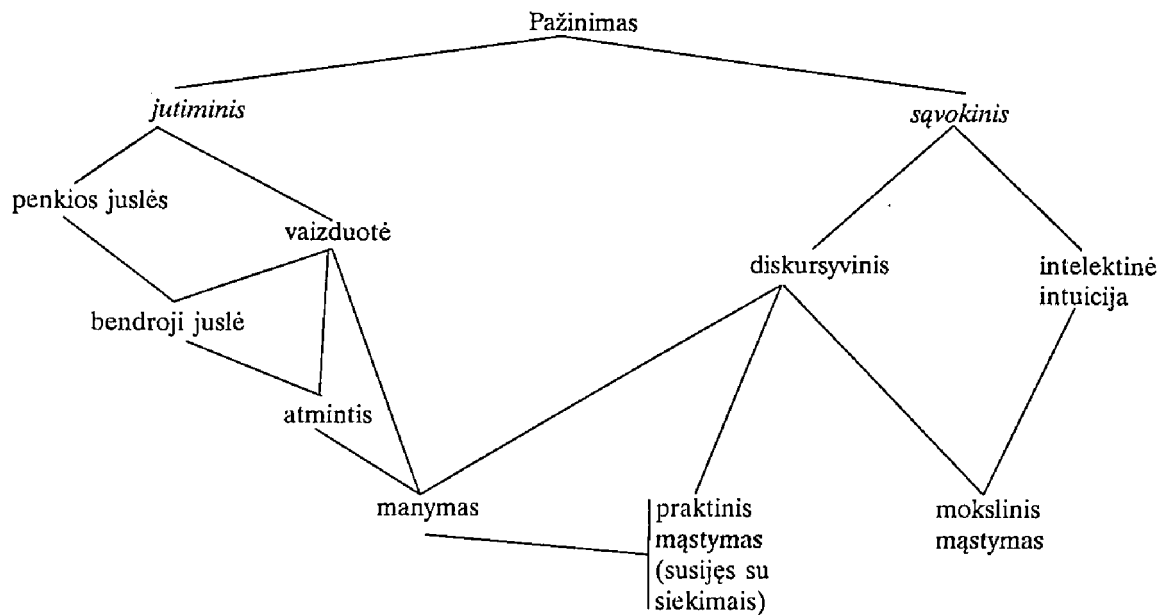 Pažinimas
jutiminis
sąvokinis
penkios juslės
vaizduotė
diskursyvinis
intelektinė
intuicija
bendroji juslė
atmintis
manymas
praktinis
mąstymas
(susijęs su
siekimais)
mokslinis
mąstymas